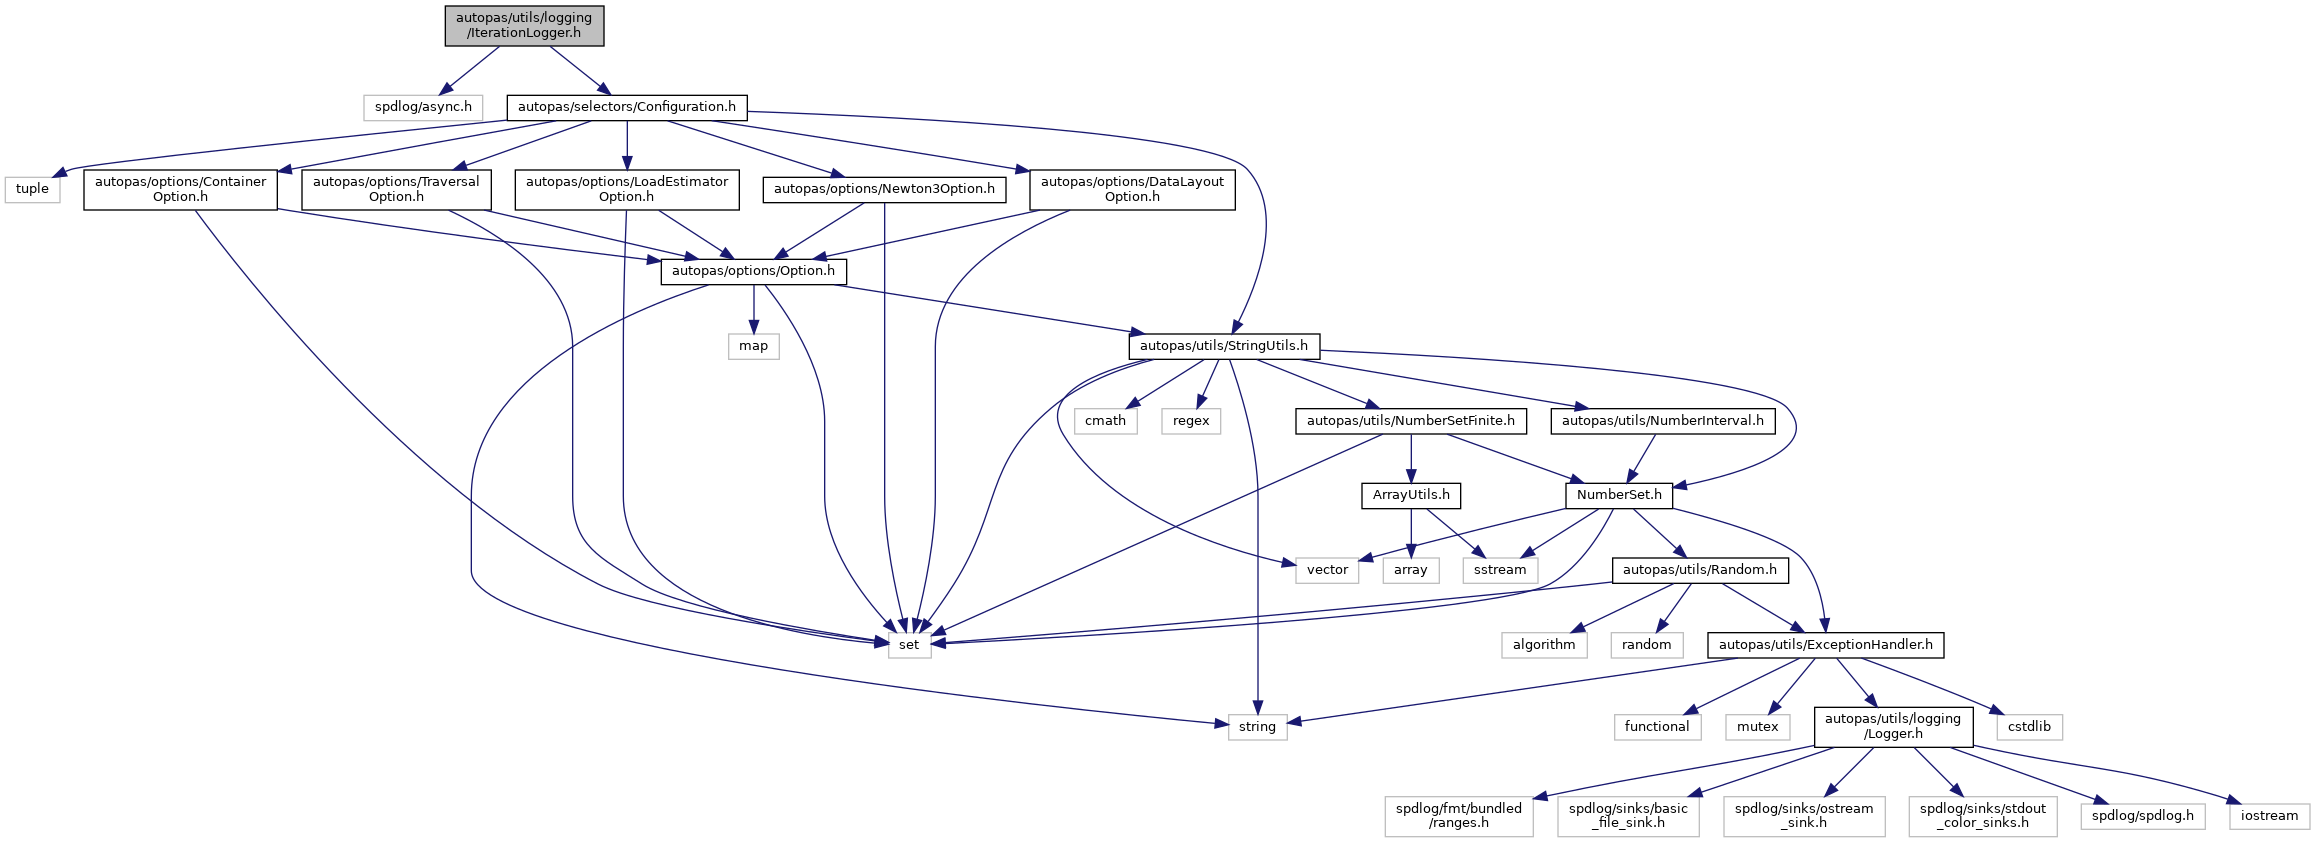 autopas/utils/logging
/IterationLogger.h
spdlog/async.h
autopas/selectors/Configuration.h
tuple
autopas/options/Container
Option.h
autopas/options/Traversal
Option.h
autopas/options/LoadEstimator
Option.h
autopas/options/Newton3Option.h
autopas/options/DataLayout
Option.h
autopas/options/Option.h
map
autopas/utils/StringUtils.h
cmath
regex
autopas/utils/NumberSetFinite.h
autopas/utils/NumberInterval.h
ArrayUtils.h
NumberSet.h
vector
array
sstream
autopas/utils/Random.h
set
algorithm
random
autopas/utils/ExceptionHandler.h
string
functional
mutex
autopas/utils/logging
/Logger.h
cstdlib
spdlog/fmt/bundled
/ranges.h
spdlog/sinks/basic
_file_sink.h
spdlog/sinks/ostream
_sink.h
spdlog/sinks/stdout
_color_sinks.h
spdlog/spdlog.h
iostream